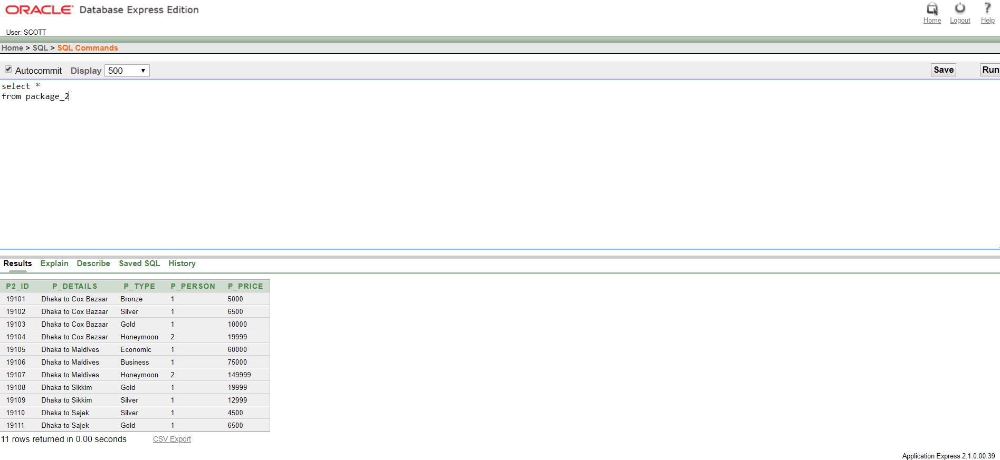 ORACLE Database Express Edition
Home Logout Help
User: SCOTT
Home > SQL > SQL Commands
Autocommit Display 500 Save Run
select *
from package_2
Results Explain Describe Saved SQL History
P2_ID P_DETAILS P_TYPE P_PERSON P_PRICE
19101 Dhaka to Cox Bazaar Bronze 1 5000
19102 Dhaka to Cox Bazaar Silver 1 6500
19103 Dhaka to Cox Bazaar Gold 1 10000
19104 Dhaka to Cox Bazaar Honeymoon 2 19999
19105 Dhaka to Maldives Economic 1 60000
19106 Dhaka to Maldives Business 1 75000
19107 Dhaka to Maldives Honeymoon 2 149999
19108 Dhaka to Sikkim Gold 1 19999
19109 Dhaka to Sikkim Silver 1 12999
19110 Dhaka to Sajek Silver 1 4500
19111 Dhaka to Sajek Gold 1 6500
11 rows returned in 0.00 seconds CSV Export
Application Express 2.1.0.00.39